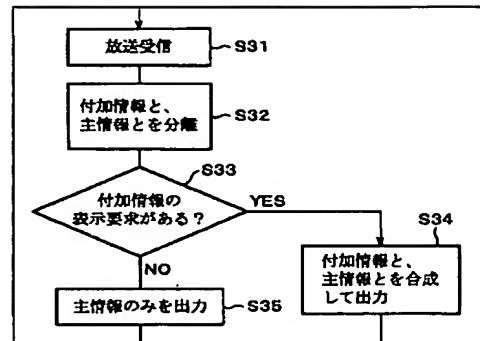 放送受信
S31
付加情報と、
主情報とを分離
S32
付加情報の
表示要求がある？
S33
YES
NO
付加情報と、
主情報とを合成
して出力
S34
主情報のみを出力
S35